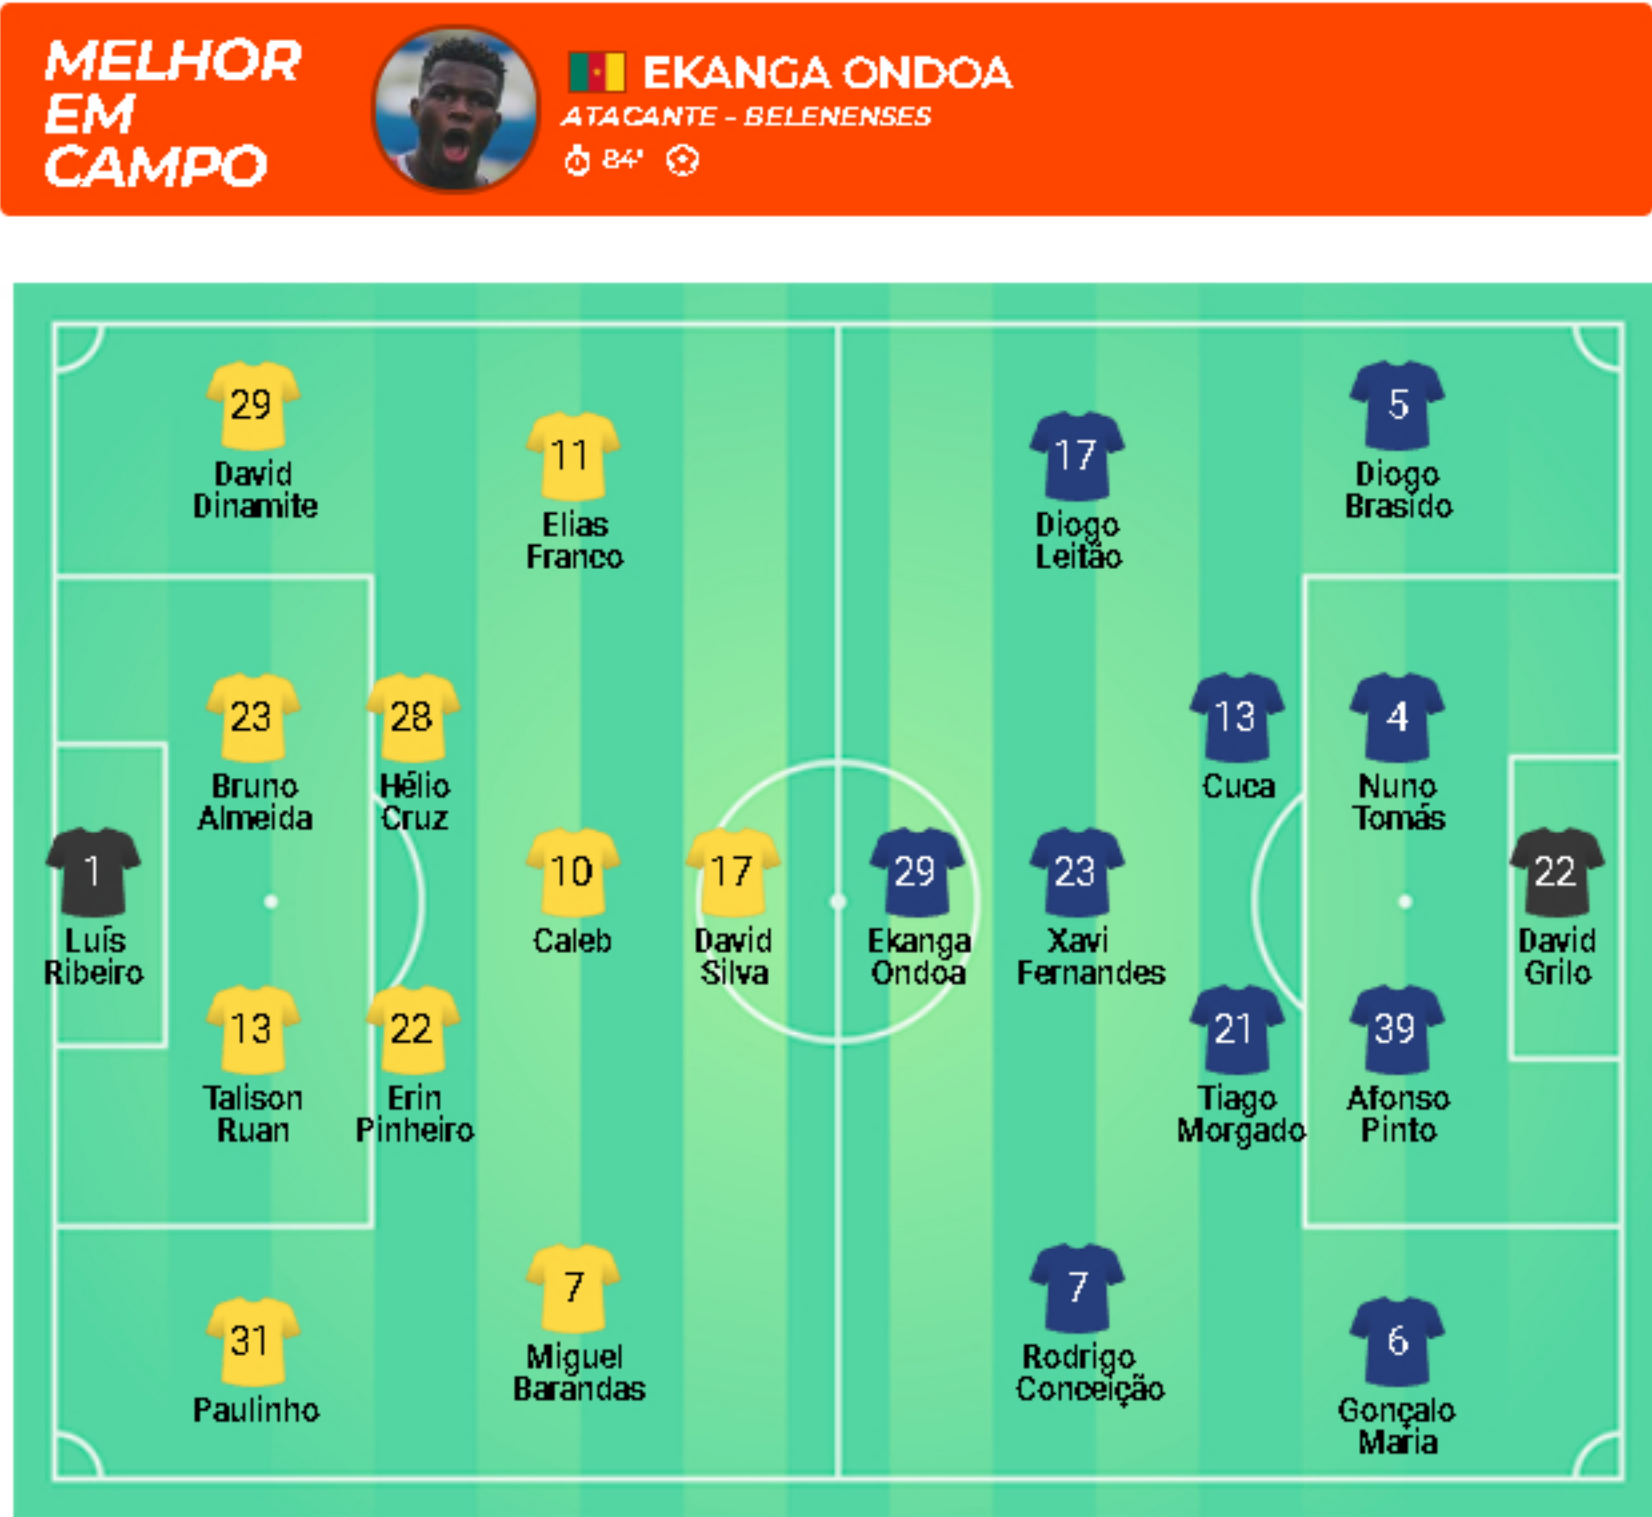 MELHOR
EM
CAMPO
EKANGA ONDOA
ATACANTE - BELENENSES
84'
29
David
Dinamite
11
Elias
Franco
17
Diogo
Leitão
5
Diogo
Brasído
23
Bruno
Almeida
28
Hélio
Cruz
13
Cuca
4
Nuno
Tomás
1
Luís
Ribeiro
10
Caleb
17
David
Silva
29
Ekanga
Ondoa
23
Xavi
Fernandes
22
David
Grilo
13
Talison
Ruan
22
Erin
Pinheiro
21
Tiago
Morgado
39
Afonso
Pinto
31
Paulinho
7
Miguel
Barandas
7
Rodrigo
Conceição
6
Gonçalo
Maria